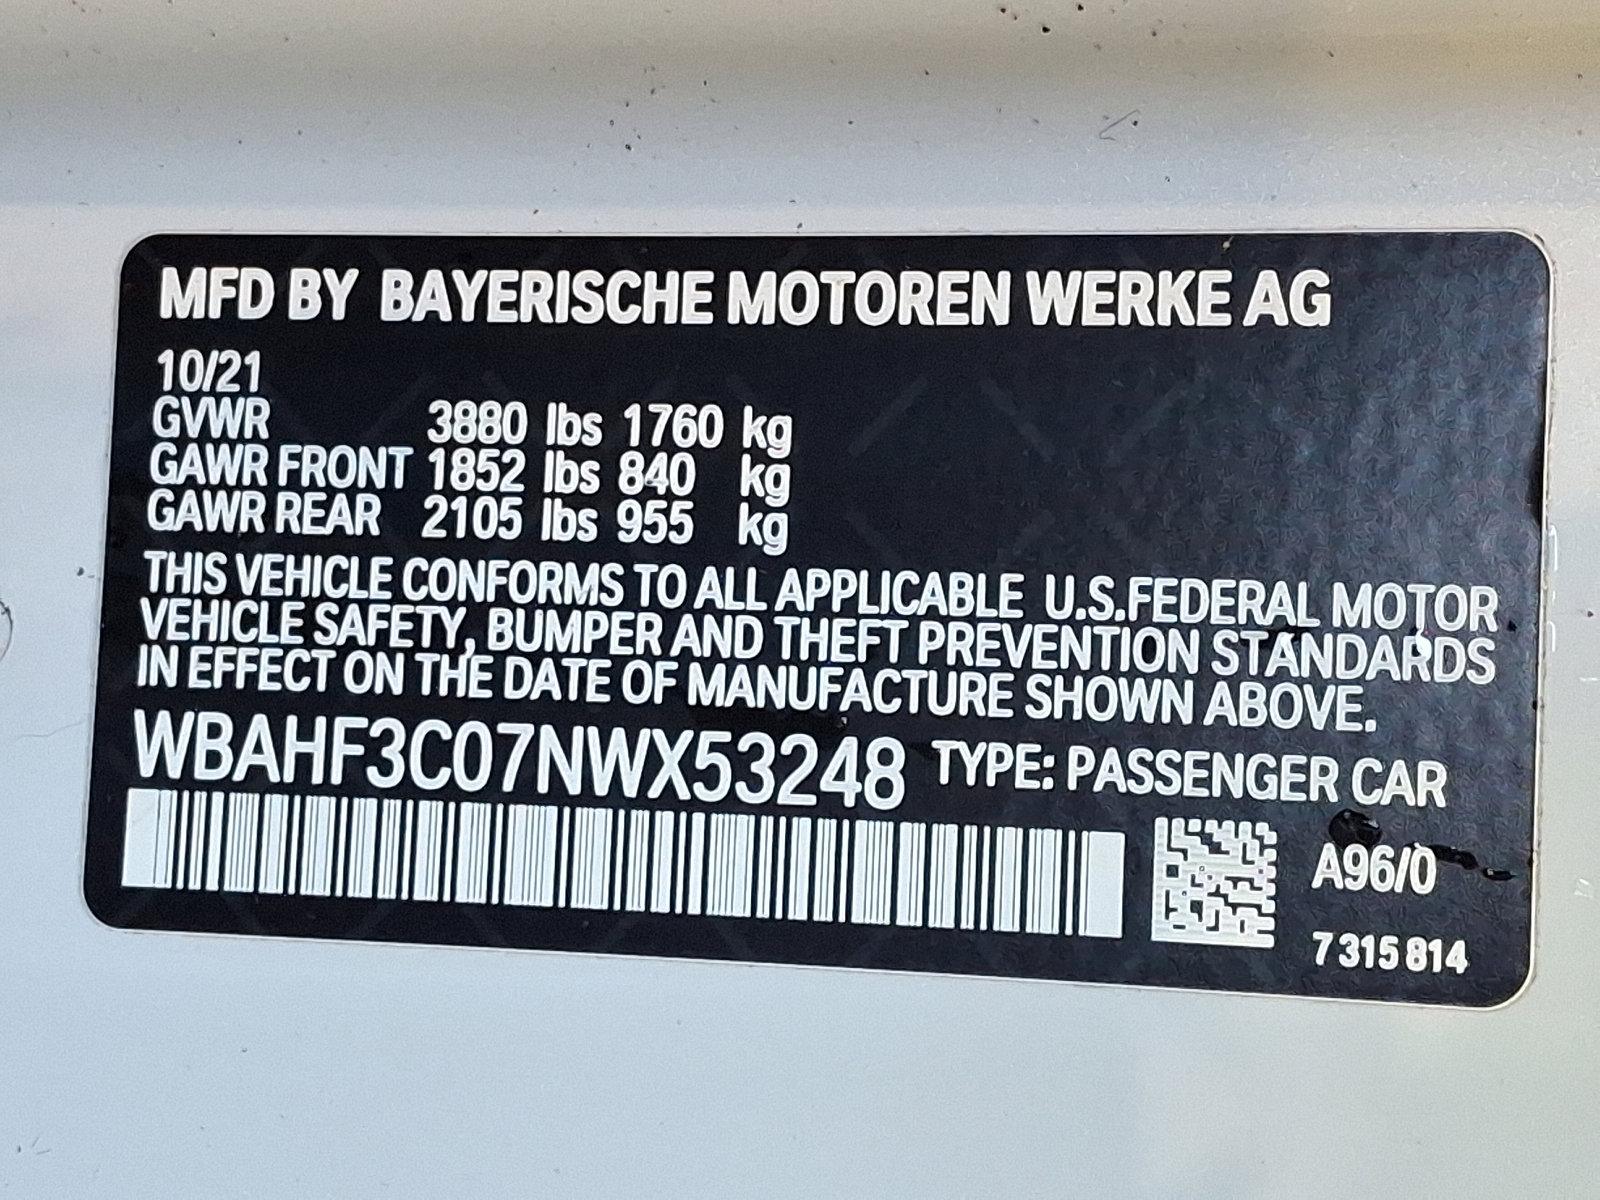 MFD BY BAYERISCHE MOTOREN WERKE AG
10/21
GVWR 3880 lbs 1760 kg
GAWR FRONT 1852 lbs 840 kg
GAWR REAR 2105 lbs 955 kg
THIS VEHICLE CONFORMS TO ALL APPLICABLE U.S.FEDERAL MOTOR
VEHICLE SAFETY, BUMPER AND THEFT PREVENTION STANDARDS
IN EFFECT ON THE DATE OF MANUFACTURE SHOWN ABOVE.
WBAHF3C07NWX53248 TYPE: PASSENGER CAR
A96/0
7 315 814